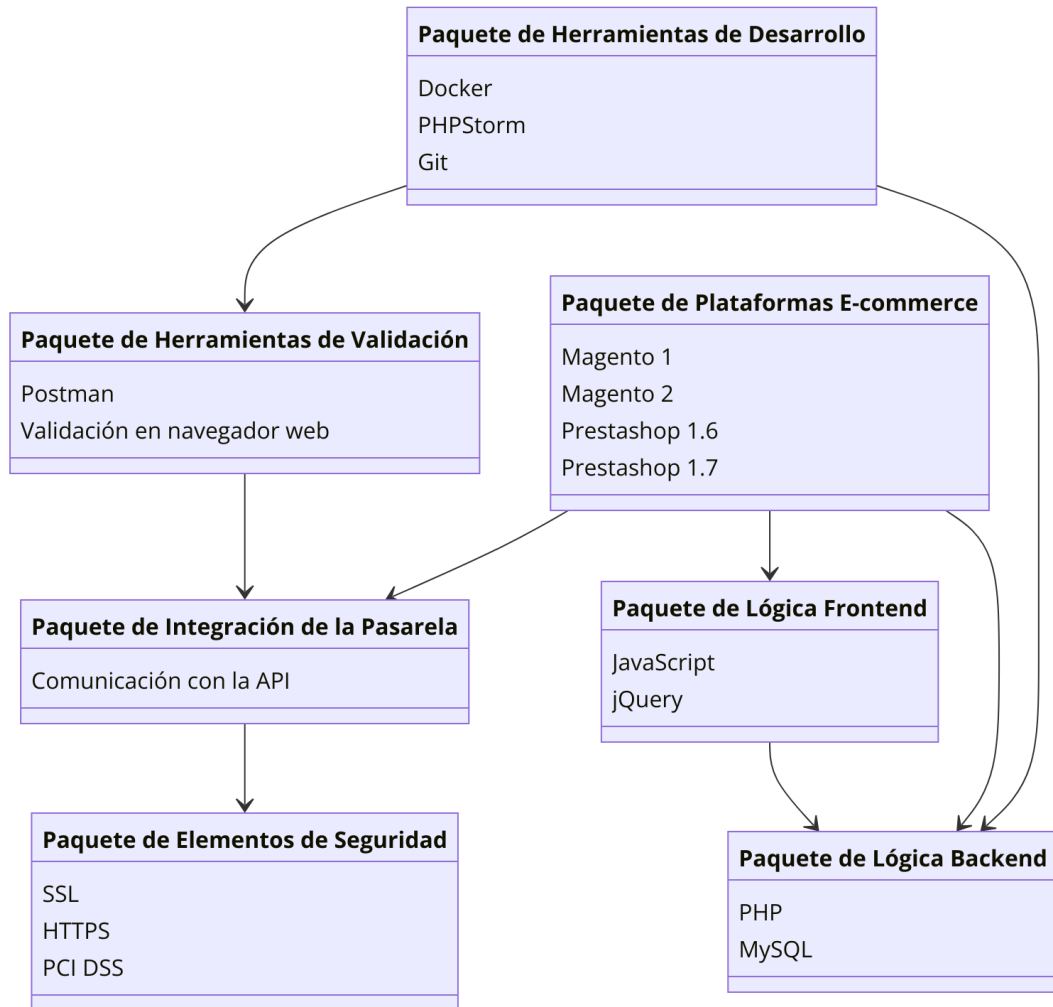 Paquete de Herramientas de Desarrollo
Docker
PHPStorm
Git
Paquete de Plataformas E-commerce
Magento 1
Magento 2
Prestashop 1.6
Prestashop 1.7
Paquete de Herramientas de Validación
Postman
Validación en navegador web
Paquete de Integración de la Pasarela
Comunicación con la API
Paquete de Lógica Frontend
JavaScript
jQuery
Paquete de Elementos de Seguridad
SSL
HTTPS
PCI DSS
Paquete de Lógica Backend
PHP
MySQL